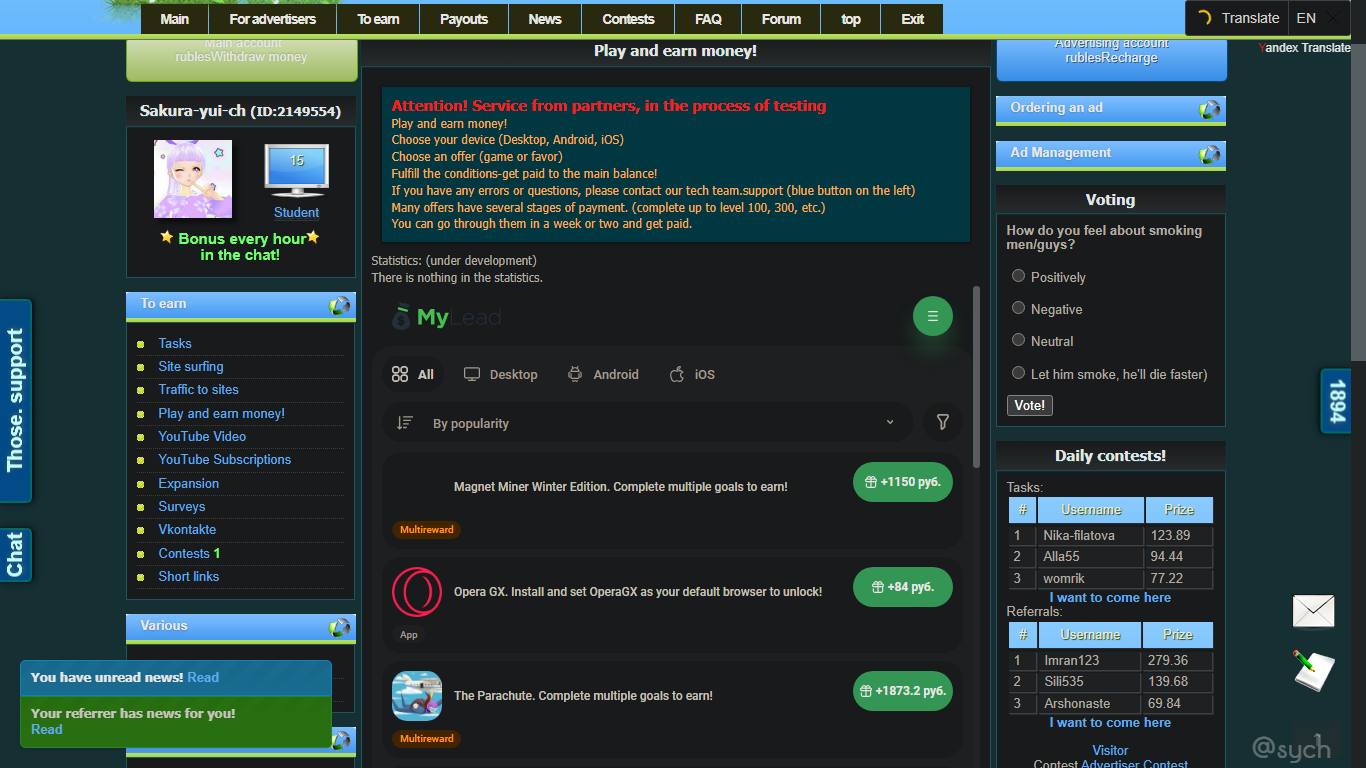 Main
For advertisers
To earn
Payouts
News
Contests
FAQ
Forum
top
Exit
Translate
EN
Yandex Translate
Main account
rublesWithdraw money
Sakura-yui-ch (ID:2149554)
15
Student
Bonus every hour
in the chat!
To earn
Tasks
Site surfing
Traffic to sites
Play and earn money!
YouTube Video
YouTube Subscriptions
Expansion
Surveys
Vkontakte
Contests 1
Short links
Various
You have unread news! Read
Your referrer has news for you!
Read
Those. support
Chat
Play and earn money!
Attention! Service from partners, in the process of testing
Play and earn money!
Choose your device (Desktop, Android, iOS)
Choose an offer (game or favor)
Fulfill the conditions-get paid to the main balance!
If you have any errors or questions, please contact our tech team.support (blue button on the left)
Many offers have several stages of payment. (complete up to level 100, 300, etc.)
You can go through them in a week or two and get paid.
Statistics: (under development)
There is nothing in the statistics.
MyLead
All
Desktop
Android
iOS
By popularity
Magnet Miner Winter Edition. Complete multiple goals to earn!
+1150 руб.
Multireward
Opera GX. Install and set OperaGX as your default browser to unlock!
+84 руб.
App
The Parachute. Complete multiple goals to earn!
+1873.2 руб.
Multireward
Advertising account
rublesRecharge
Ordering an ad
Ad Management
Voting
How do you feel about smoking
men/guys?
Positively
Negative
Neutral
Let him smoke, he'll die faster)
Vote!
Daily contests!
Tasks:
# Username Prize
1 Nika-filatova 123.89
2 Alla55 94.44
3 womrik 77.22
I want to come here
Referrals:
# Username Prize
1 Imran123 279.36
2 Sili535 139.68
3 Arshonaste 69.84
I want to come here
Visitor
Contest Advertiser Contest
1894
@sych